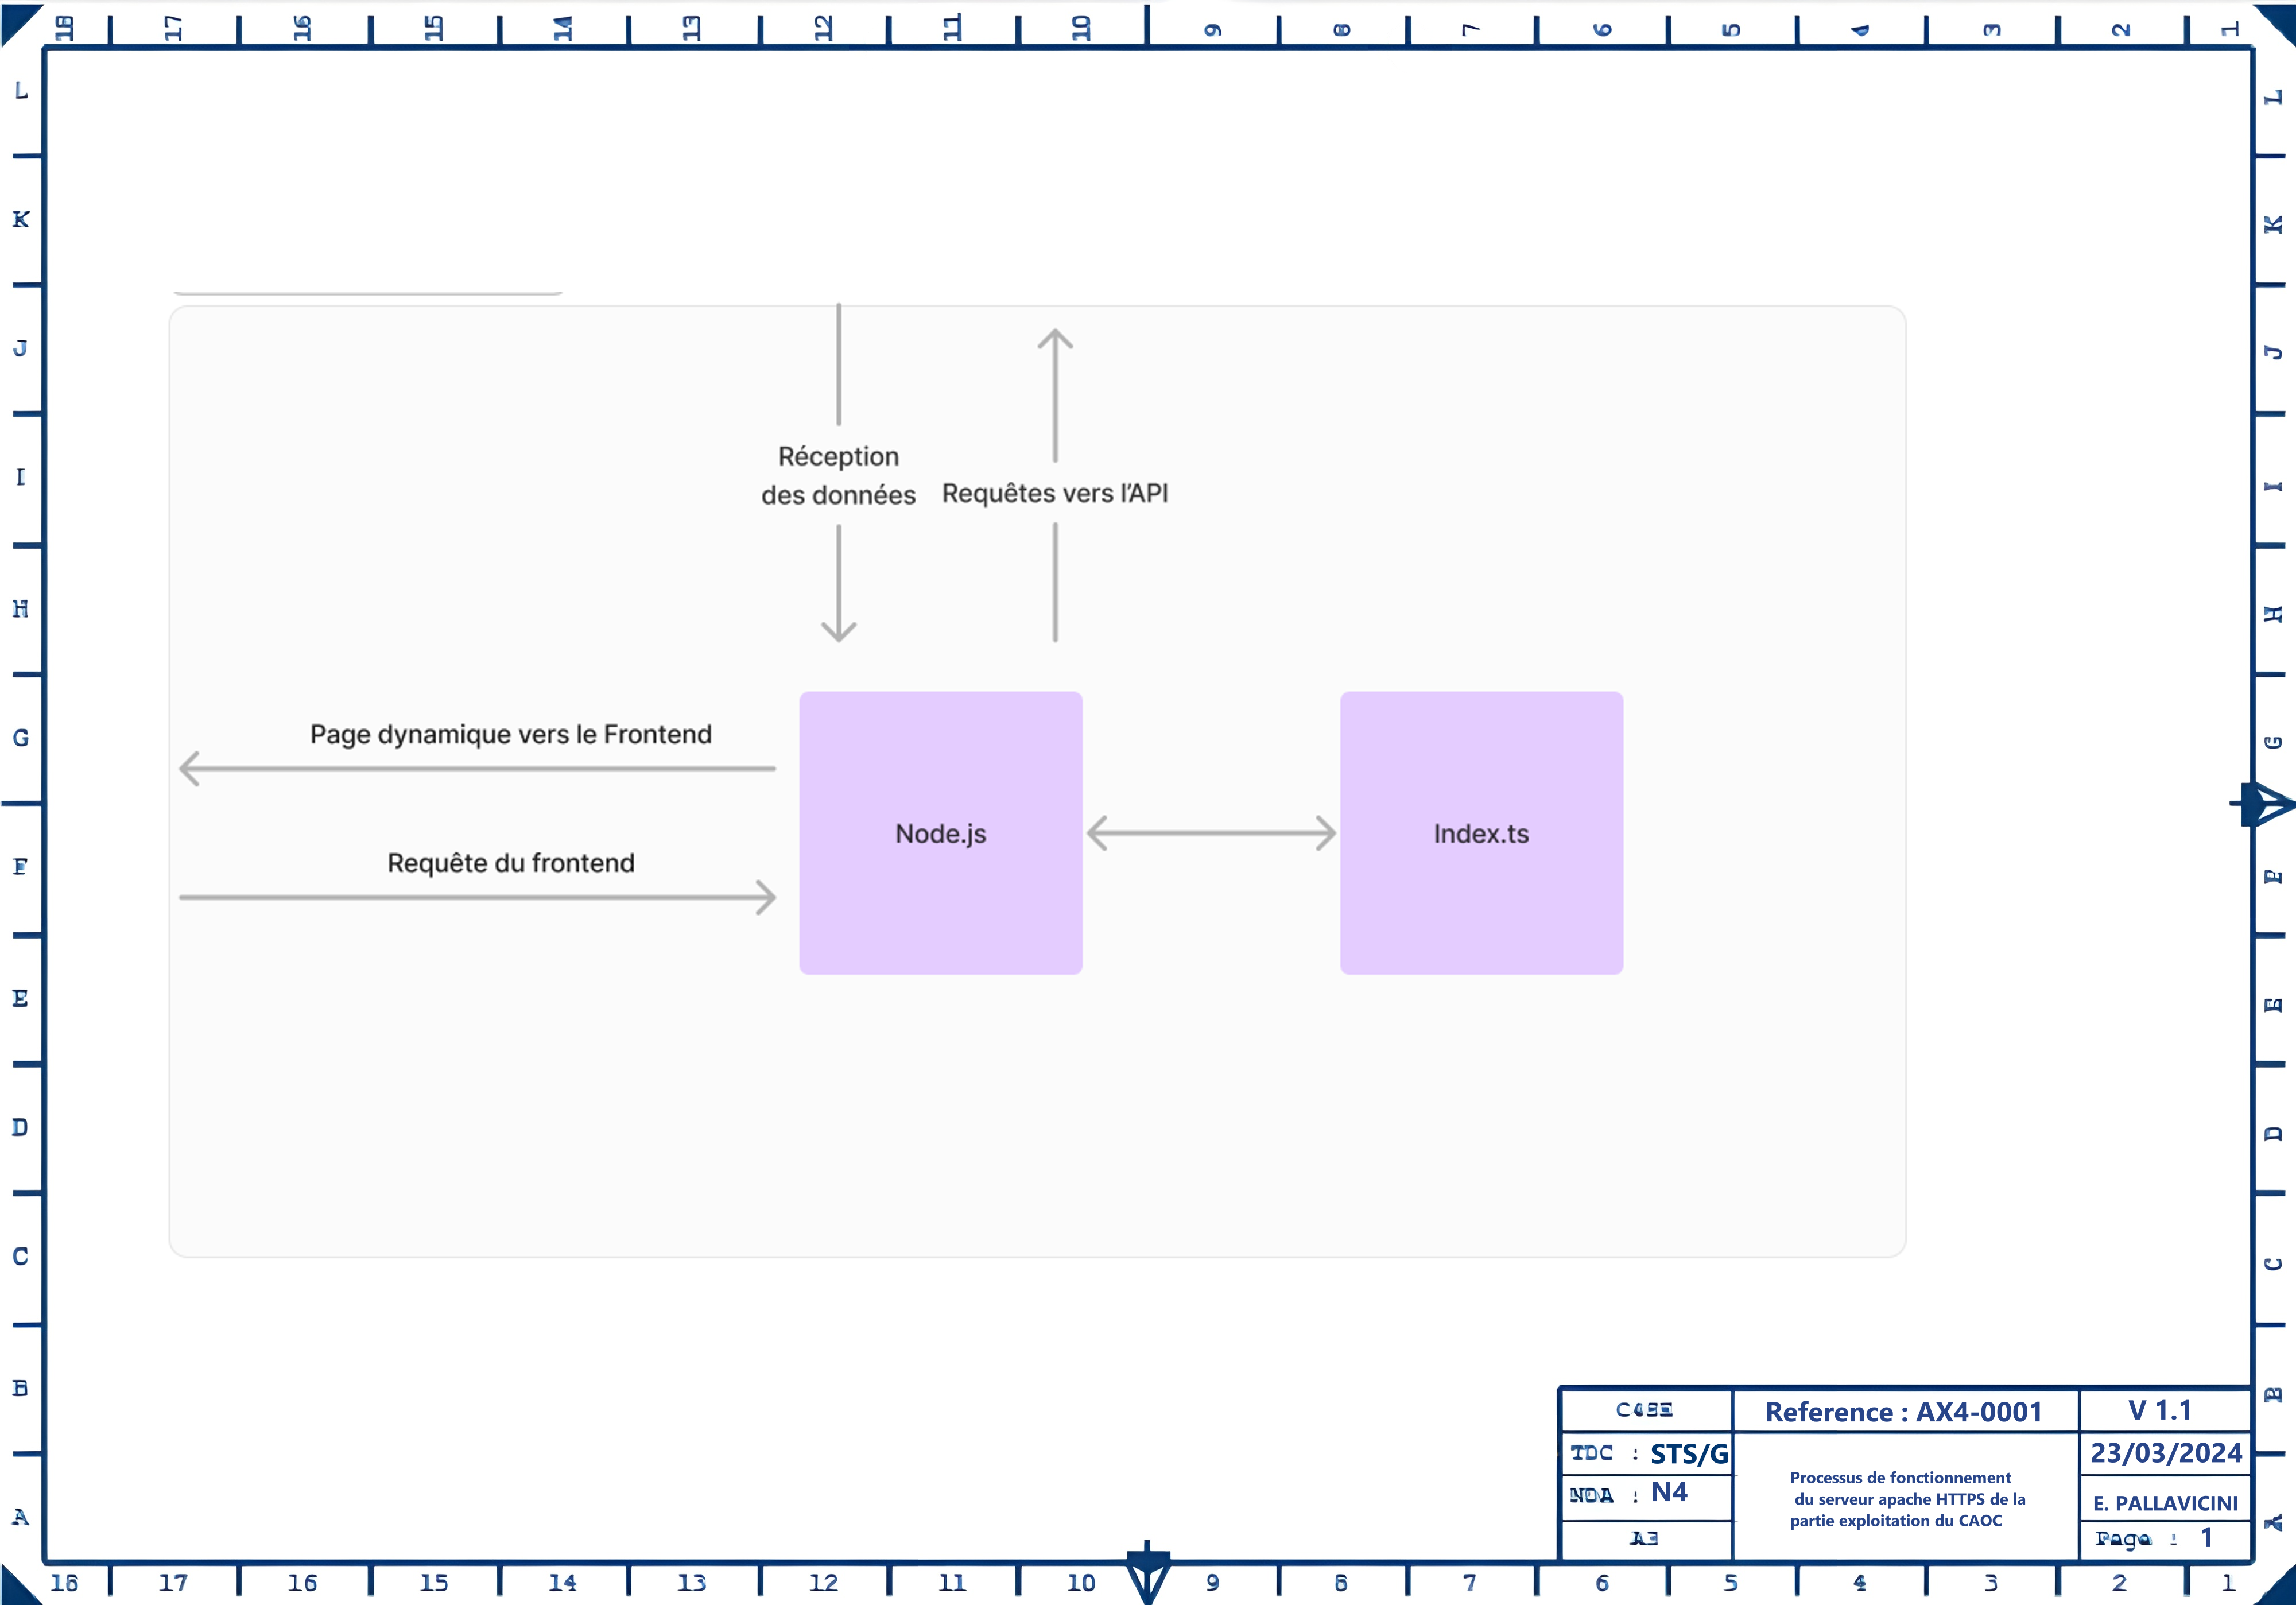 18 17 16 15 14 13 12 11 10 9 8 7 6 5 4 3 2 1
L L
K K
J J
I I
H H
G G
F F
E E
D D
C C
B B
A A
Réception
des données
Requêtes vers l'API
Page dynamique vers le Frontend
Requête du frontend
Node.js
Index.ts
Reference : AX4-0001
V 1.1
TDC : STS/G
23/03/2024
NDA : N4
Processus de fonctionnement
du serveur apache HTTPS de la
partie exploitation du CAOC
E. PALLAVICINI
A3
Page : 1
18 17 16 15 14 13 12 11 10 9 8 7 6 5 4 3 2 1